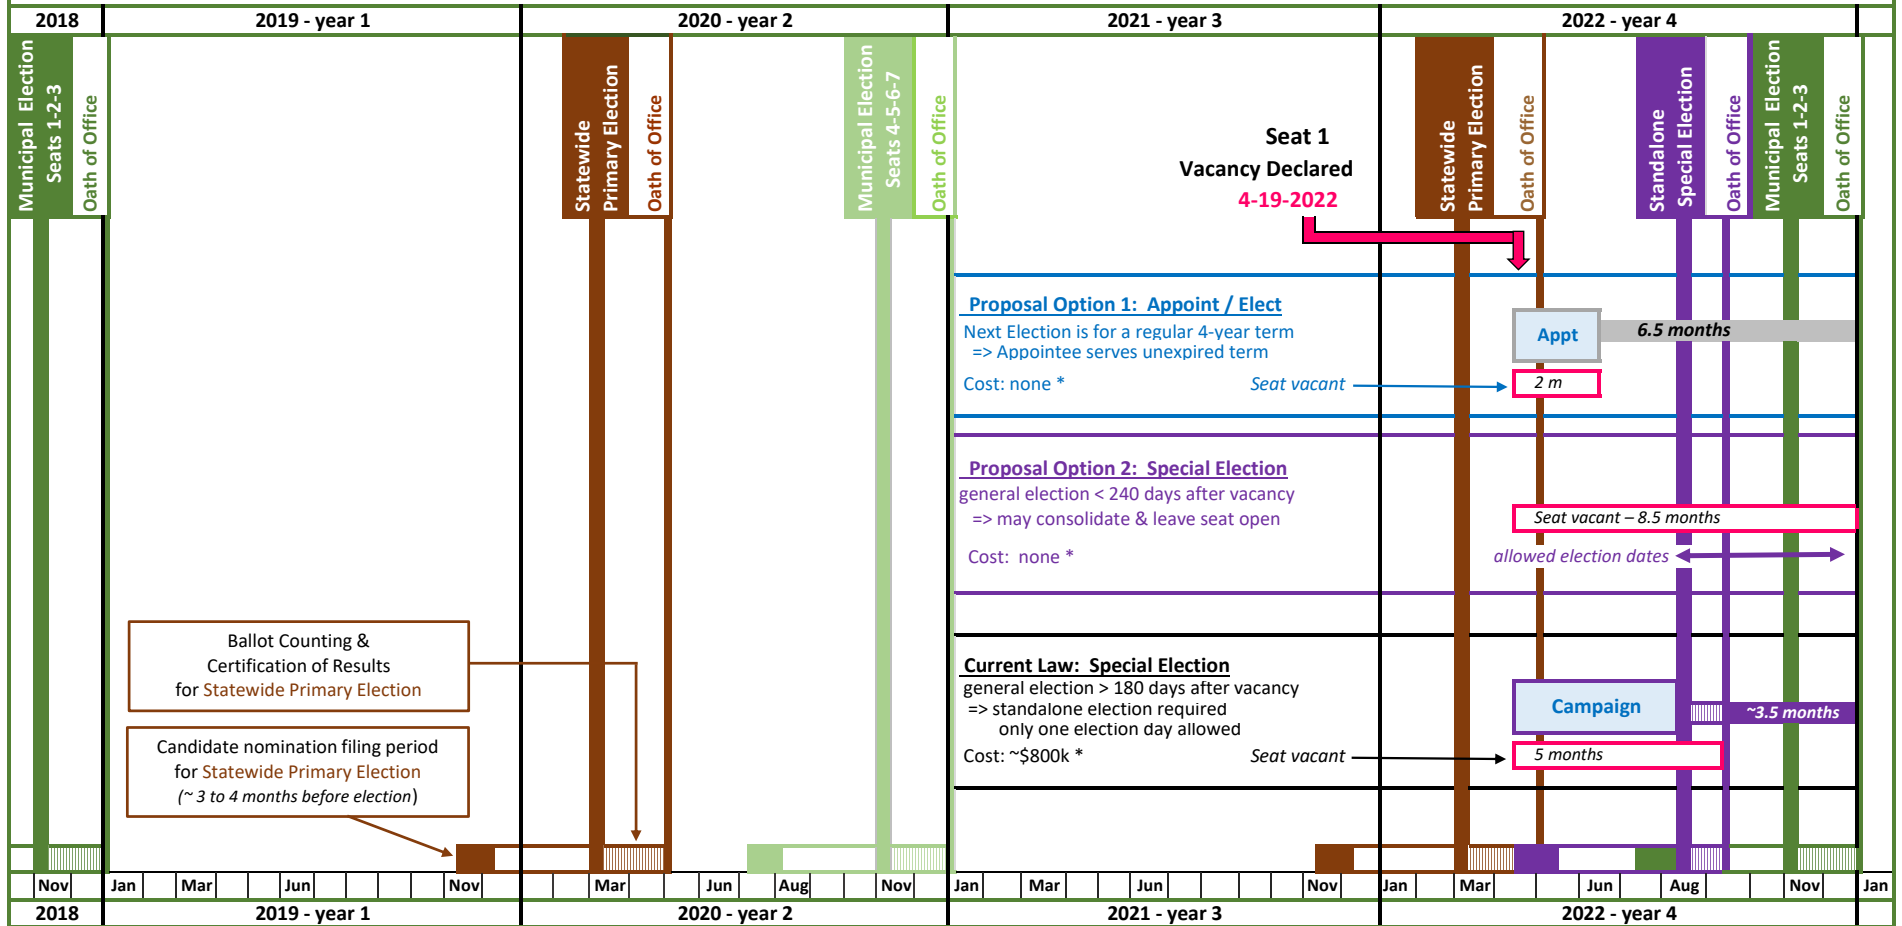 2018
2019 - year 1
2020 - year 2
2021 - year 3
2022 - year 4
Municipal Election
Seats 1-2-3
Oath of Office
Statewide
Primary Election
Oath of Office
Municipal Election
Seats 4-5-6-7
Oath of Office
Statewide
Primary Election
Oath of Office
Standalone
Special Election
Oath of Office
Municipal Election
Seats 1-2-3
Oath of Office
Seat 1
Vacancy Declared
4-19-2022
Proposal Option 1: Appoint / Elect
Next Election is for a regular 4-year term
=> Appointee serves unexpired term
Cost: none *
Seat vacant
Appt
6.5 months
2 m
Proposal Option 2: Special Election
general election < 240 days after vacancy
=> may consolidate & leave seat open
Cost: none *
Seat vacant – 8.5 months
allowed election dates
Ballot Counting &
Certification of Results
for Statewide Primary Election
Candidate nomination filing period
for Statewide Primary Election
(~ 3 to 4 months before election)
Current Law: Special Election
general election > 180 days after vacancy
=> standalone election required
only one election day allowed
Cost: ~$800k *
Seat vacant
Campaign
~3.5 months
5 months
Nov
Jan
Mar
Jun
Nov
Mar
Jun
Aug
Nov
Jan
Mar
Jun
Nov
Jan
Mar
Jun
Aug
Nov
Jan
2018
2019 - year 1
2020 - year 2
2021 - year 3
2022 - year 4